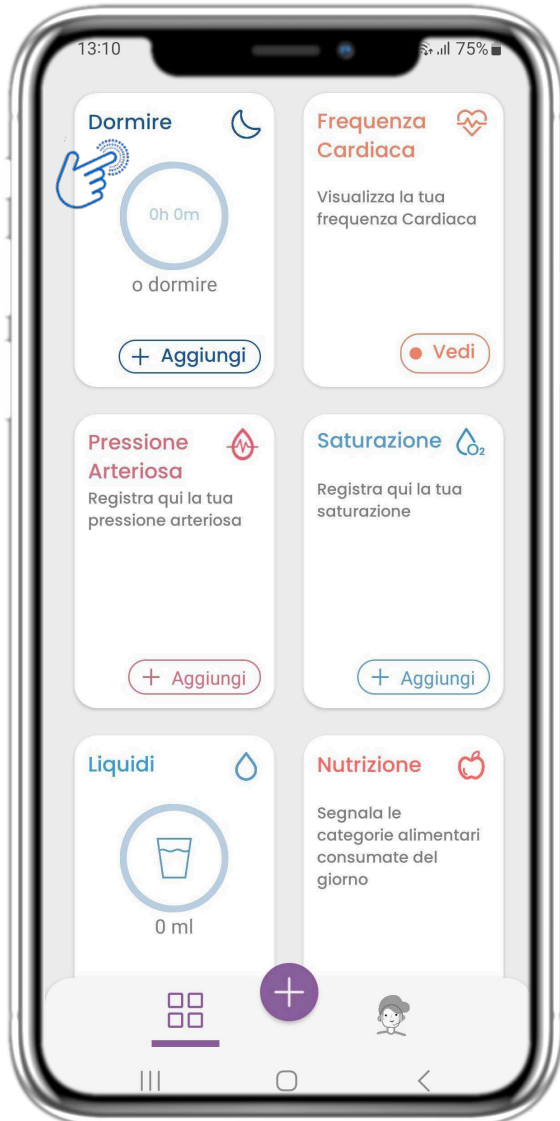 13:10
75%
Dormire
0h 0m
o dormire
+ Aggiungi
Frequenza
Cardiaca
Visualizza la tua
frequenza Cardiaca
Vedi
Pressione
Arteriosa
Registra qui la tua
pressione arteriosa
+ Aggiungi
Saturazione
O₂
Registra qui la tua
saturazione
+ Aggiungi
Liquidi
0 ml
Nutrizione
Segnala le
categorie alimentari
consumate del
giorno